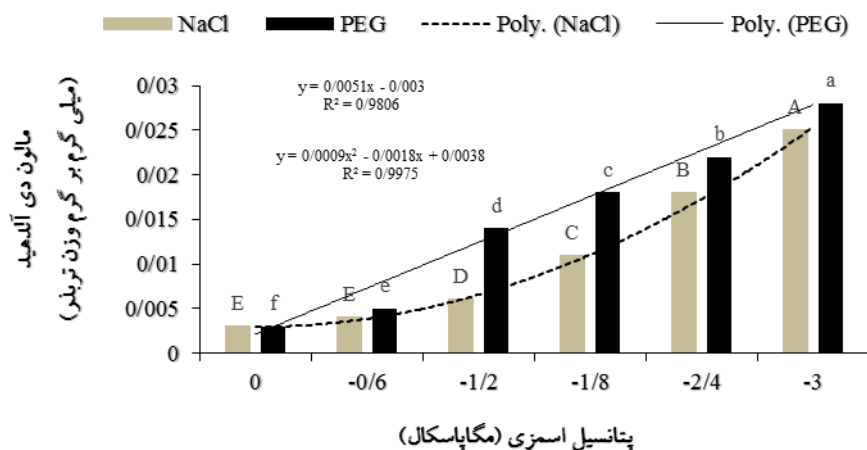 NaCl PEG Poly. (NaCl) Poly. (PEG)
مالون دی آلدهید
(میلی گرم بر گرم وزن تربذر)
0/03
0/025
0/02
0/015
0/01
0/005
0
y = 0/0051x - 0/003
R² = 0/9806
y = 0/0009x² - 0/0018x + 0/0038
R² = 0/9975
E f E e D d C c B b A a
0 -0/6 -1/2 -1/8 -2/4 -3
پتانسیل اسمزی (مگاپاسکال)